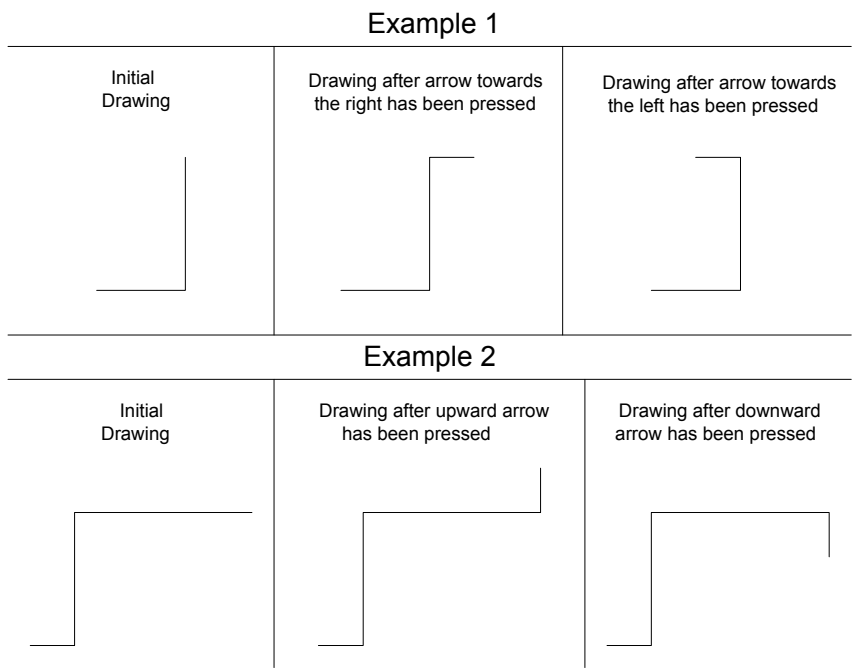 Example 1
Initial
Drawing
Drawing after arrow towards
the right has been pressed
Drawing after arrow towards
the left has been pressed
Example 2
Initial
Drawing
Drawing after upward arrow
has been pressed
Drawing after downward
arrow has been pressed